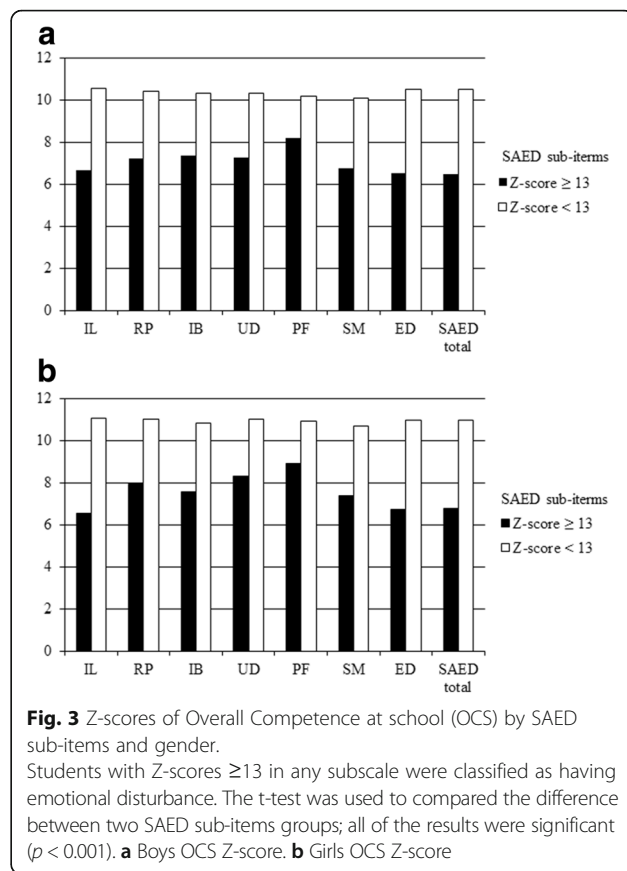 a
12
10
8
6
4
2
0
IL RP IB UD PF SM ED SAED
total
SAED sub-iterms
Z-score ≥ 13
Z-score < 13
b
12
10
8
6
4
2
0
IL RP IB UD PF SM ED SAED
total
SAED sub-iterms
Z-score ≥ 13
Z-score < 13
Fig. 3 Z-scores of Overall Competence at school (OCS) by SAED
sub-items and gender.
Students with Z-scores ≥13 in any subscale were classified as having
emotional disturbance. The t-test was used to compared the difference
between two SAED sub-items groups; all of the results were significant
(p < 0.001). a Boys OCS Z-score. b Girls OCS Z-score